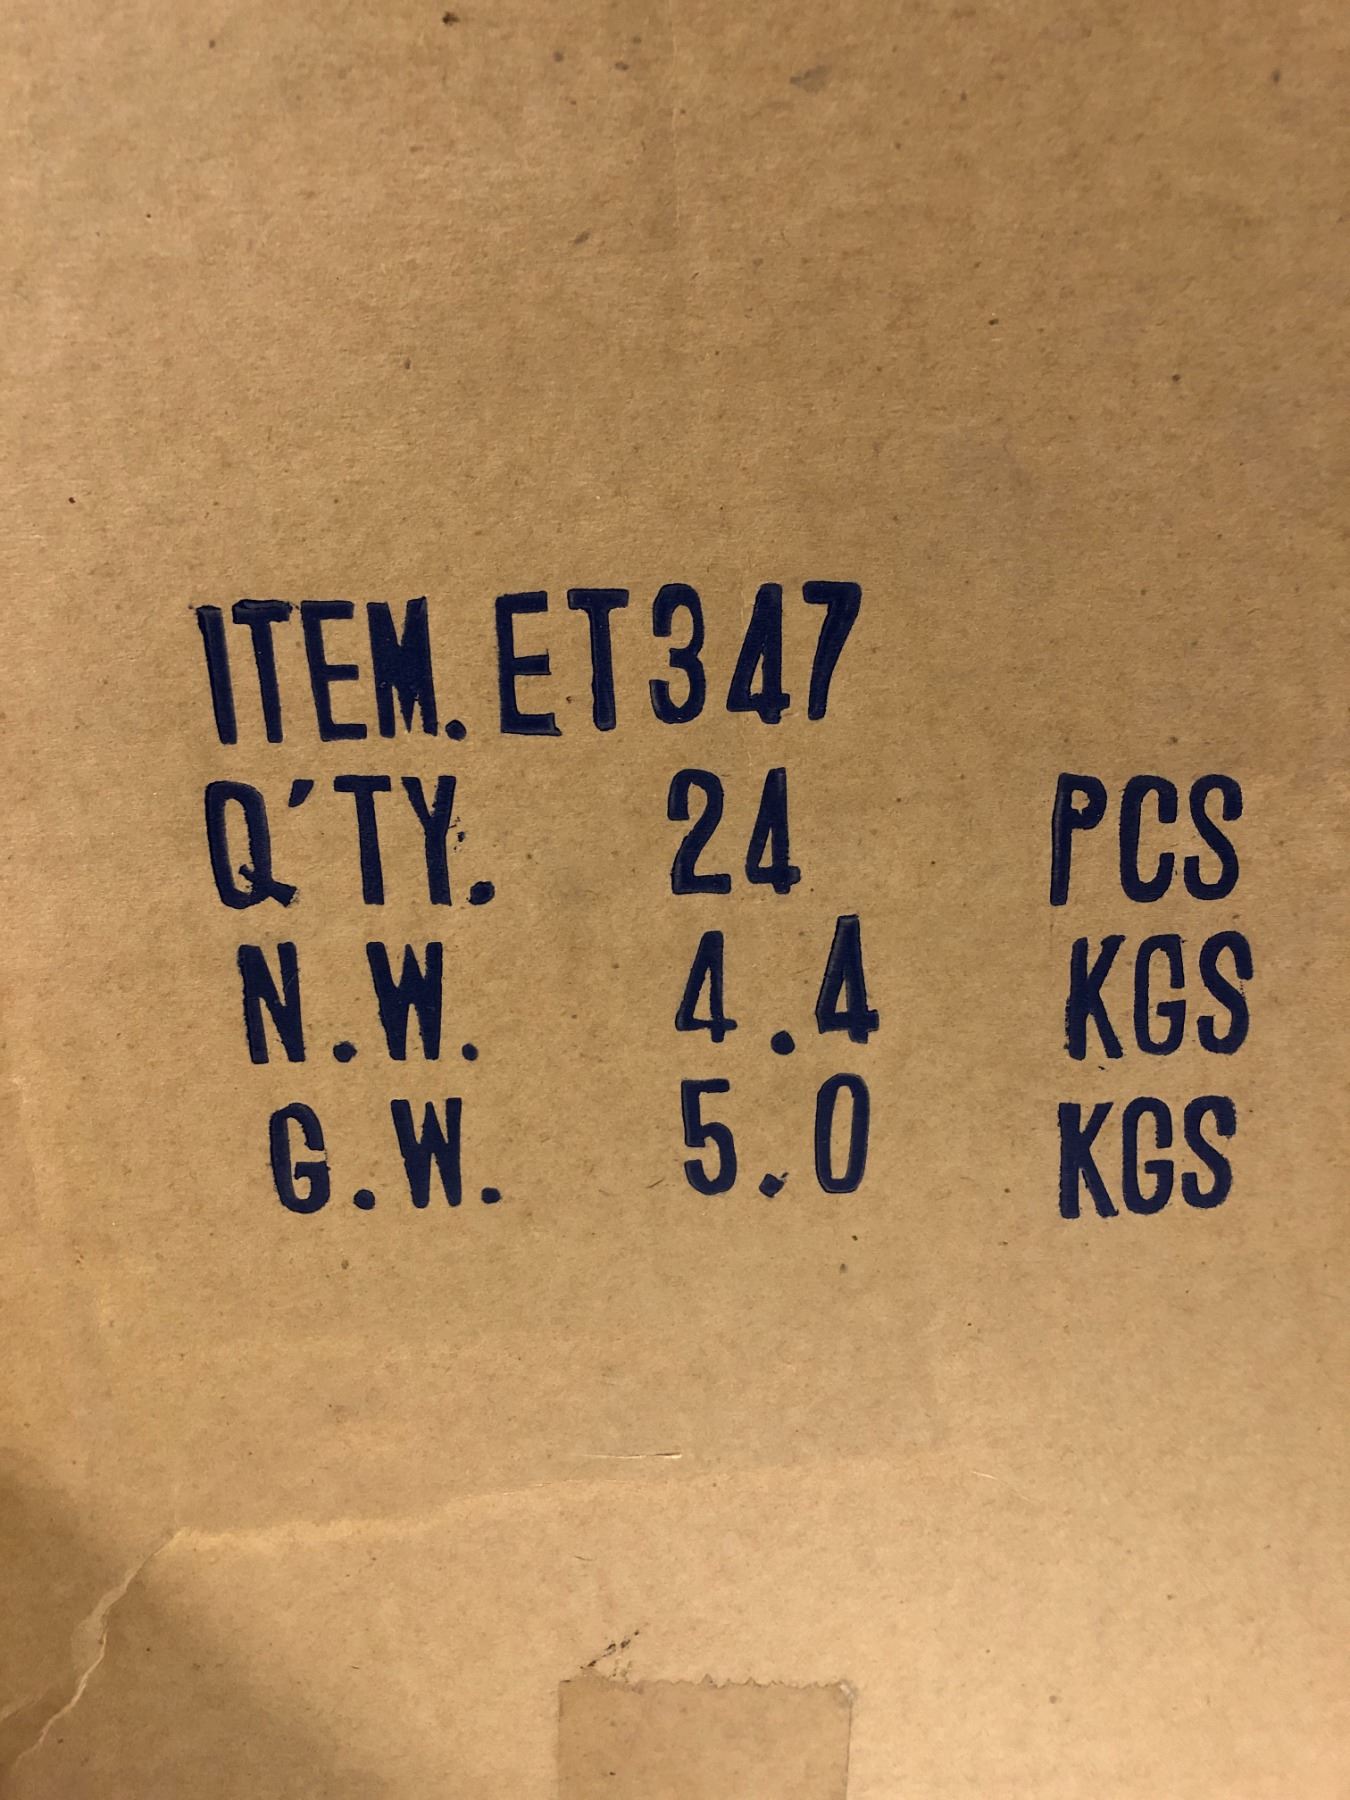 ITEM. ET347
Q'TY. 24 PCS
N.W. 4.4 KGS
G.W. 5.0 KGS